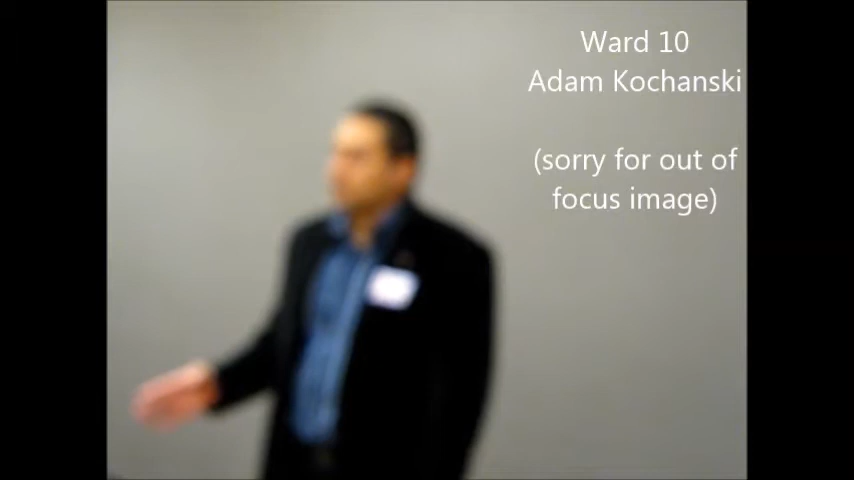 Ward 10
Adam Kochanski
(sorry for out of
focus image)